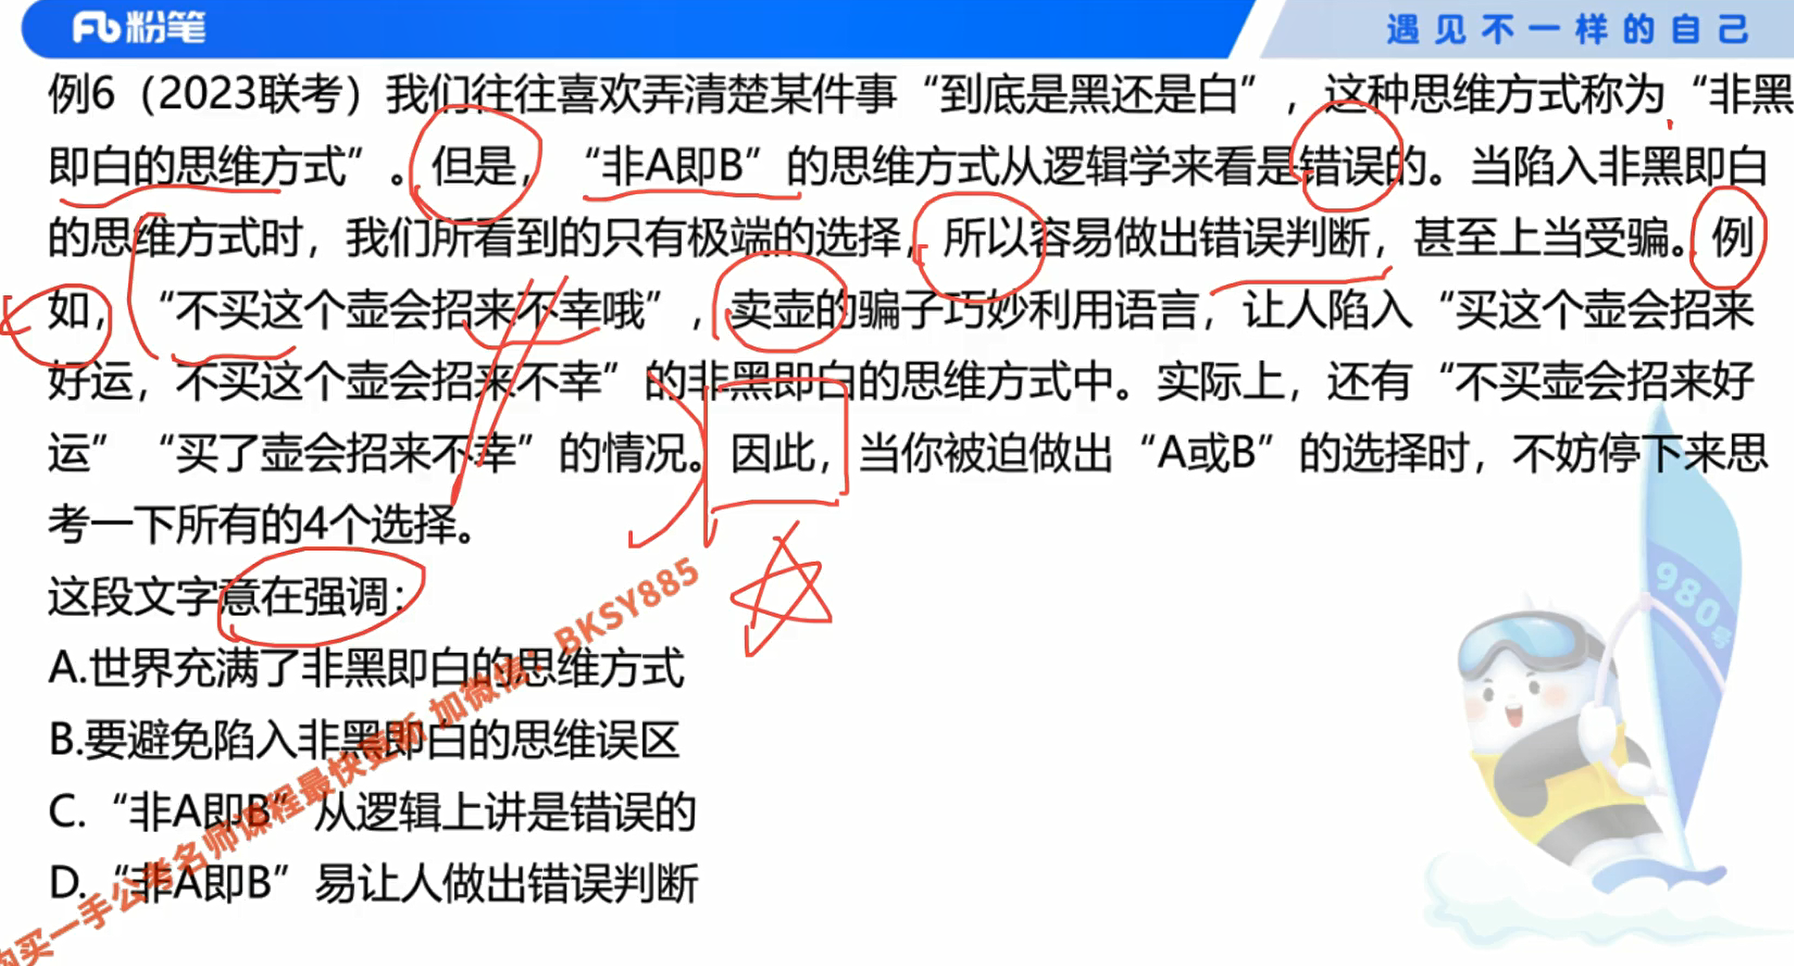 粉笔
遇见不一样的自己
例6（2023联考）我们往往喜欢弄清楚某件事“到底是黑还是白”，这种思维方式称为“非黑
即白的思维方式”。但是，“非A即B”的思维方式从逻辑学来看是错误的。当陷入非黑即白
的思维方式时，我们所看到的只有极端的选择，所以容易做出错误判断，甚至上当受骗。例
如，“不买这个壶会招来不幸哦”，卖壶的骗子巧妙利用语言，让人陷入“买这个壶会招来
好运，不买这个壶会招来不幸”的非黑即白的思维方式中。实际上，还有“不买壶会招来好
运”“买了壶会招来不幸”的情况。因此，当你被迫做出“A或B”的选择时，不妨停下来思
考一下所有的4个选择。
这段文字意在强调：
A.世界充满了非黑即白的思维方式
B.要避免陷入非黑即白的思维误区
C.“非A即B”从逻辑上讲是错误的
D.“非A即B”易让人做出错误判断
购买一手公考名师课程最快更新 加微信：BKSY885
980号